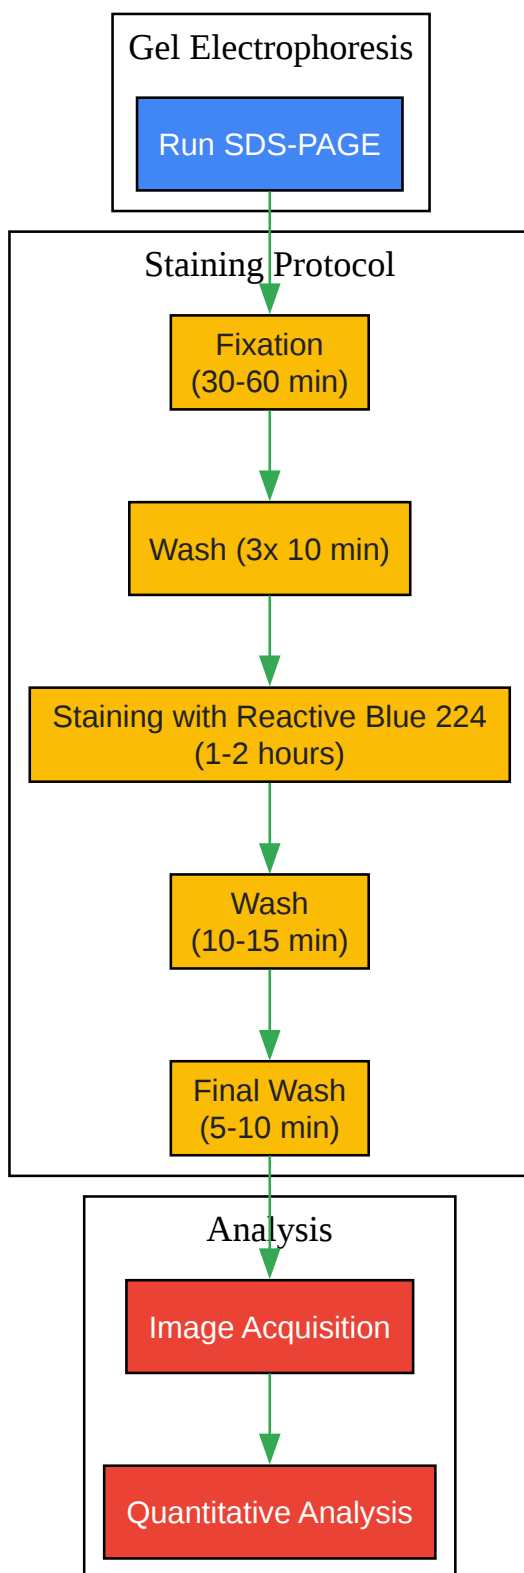 Gel Electrophoresis
Run SDS-PAGE
Staining Protocol
Fixation
(30-60 min)
Wash (3x 10 min)
Staining with Reactive Blue 224
(1-2 hours)
Wash
(10-15 min)
Final Wash
(5-10 min)
Analysis
Image Acquisition
Quantitative Analysis